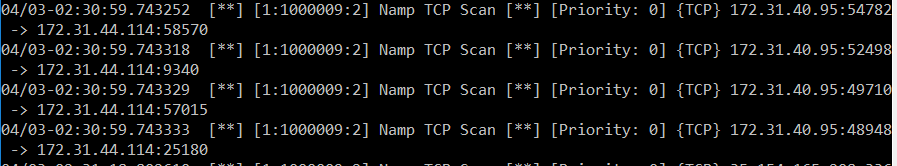 04/03-02:30:59.743252  [**] [1:1000009:2] Namp TCP Scan [**] [Priority: 0] {TCP} 172.31.40.95:54782
 -> 172.31.44.114:58570
04/03-02:30:59.743318  [**] [1:1000009:2] Namp TCP Scan [**] [Priority: 0] {TCP} 172.31.40.95:52498
 -> 172.31.44.114:9340
04/03-02:30:59.743329  [**] [1:1000009:2] Namp TCP Scan [**] [Priority: 0] {TCP} 172.31.40.95:49710
 -> 172.31.44.114:57015
04/03-02:30:59.743333  [**] [1:1000009:2] Namp TCP Scan [**] [Priority: 0] {TCP} 172.31.40.95:48948
 -> 172.31.44.114:25180